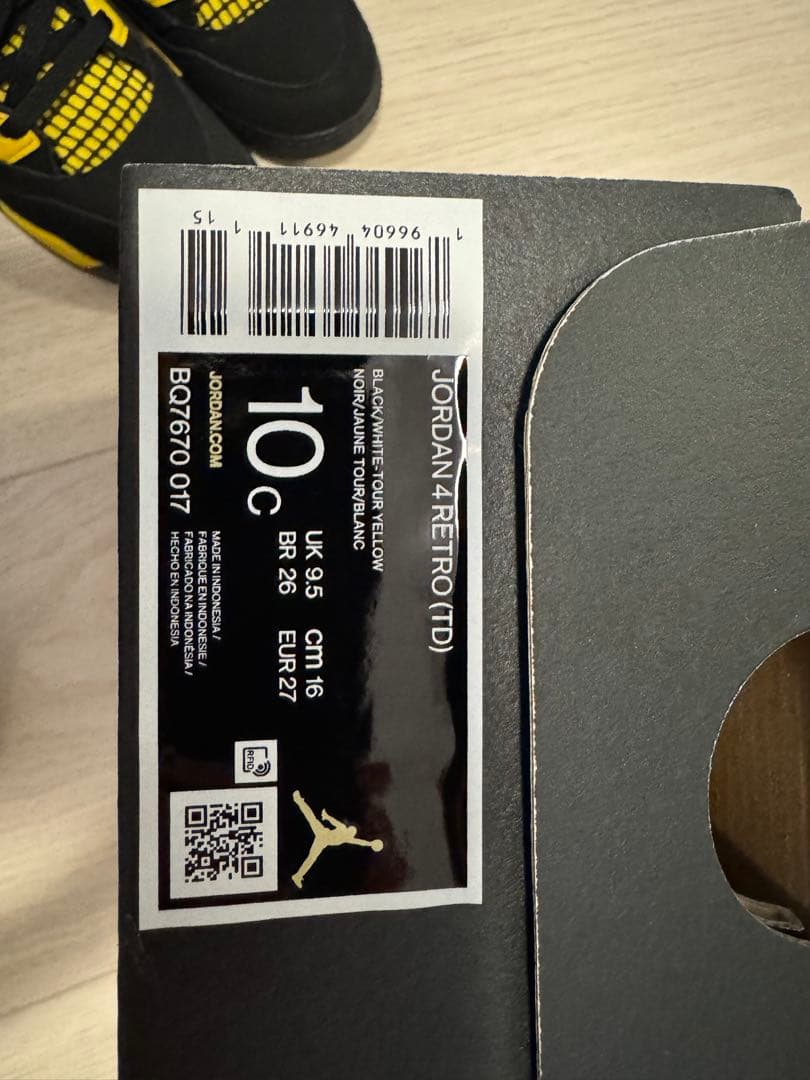 JORDAN 4 RETRO (TD)
BLACK/WHITE-TOUR YELLOW
NOIR/JAUNE TOUR/BLANC
10C
UK 9.5 cm 16
BR 26 EUR 27
JORDAN.COM
BQ7670 017
MADE IN INDONESIA /
FABRIQUE EN INDONESIE /
FABRICADO NA INDONÉSIA /
HECHO EN INDONESIA
RFID
1 96604 46911 1 15